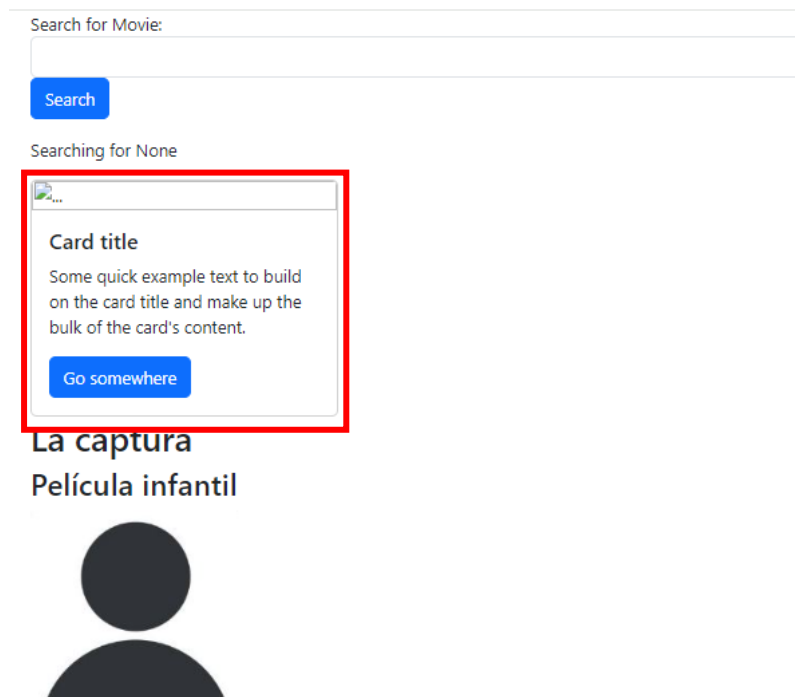 Search for Movie:
Search
Searching for None
...
Card title
Some quick example text to build
on the card title and make up the
bulk of the card's content.
Go somewhere
La captura
Película infantil